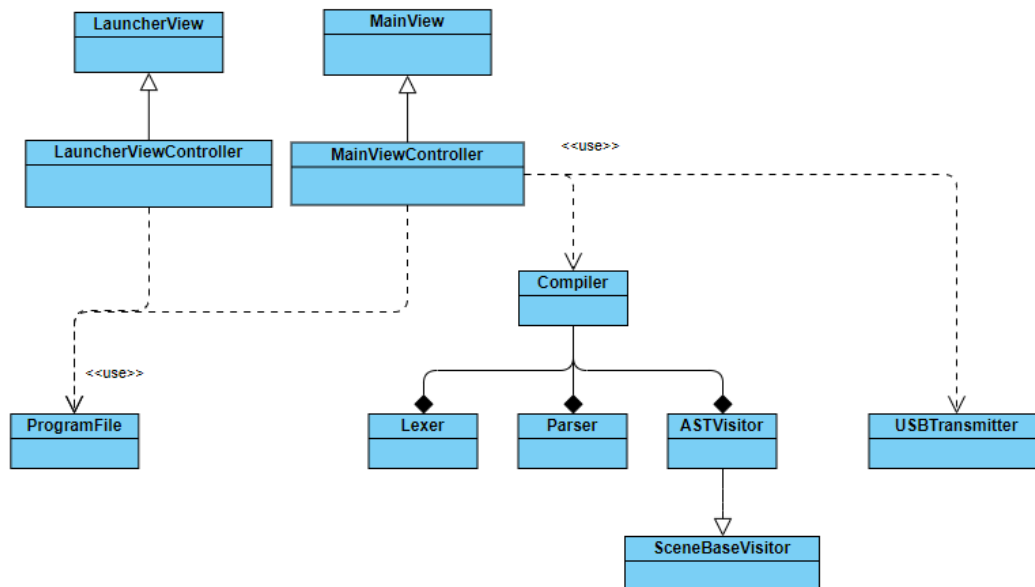 LauncherView
MainView
LauncherViewController
MainViewController
<<use>>
Compiler
<<use>>
ProgramFile
Lexer
Parser
ASTVisitor
USBTransmitter
SceneBaseVisitor